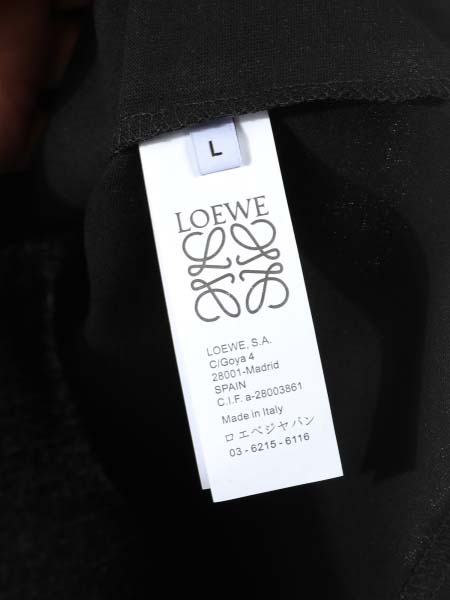 L
LOEWE
LOEWE, S.A.
C/Goya 4
28001-Madrid
SPAIN
C.I.F. a-28003861
Made in Italy
ロエベジャパン
03-6215-6116